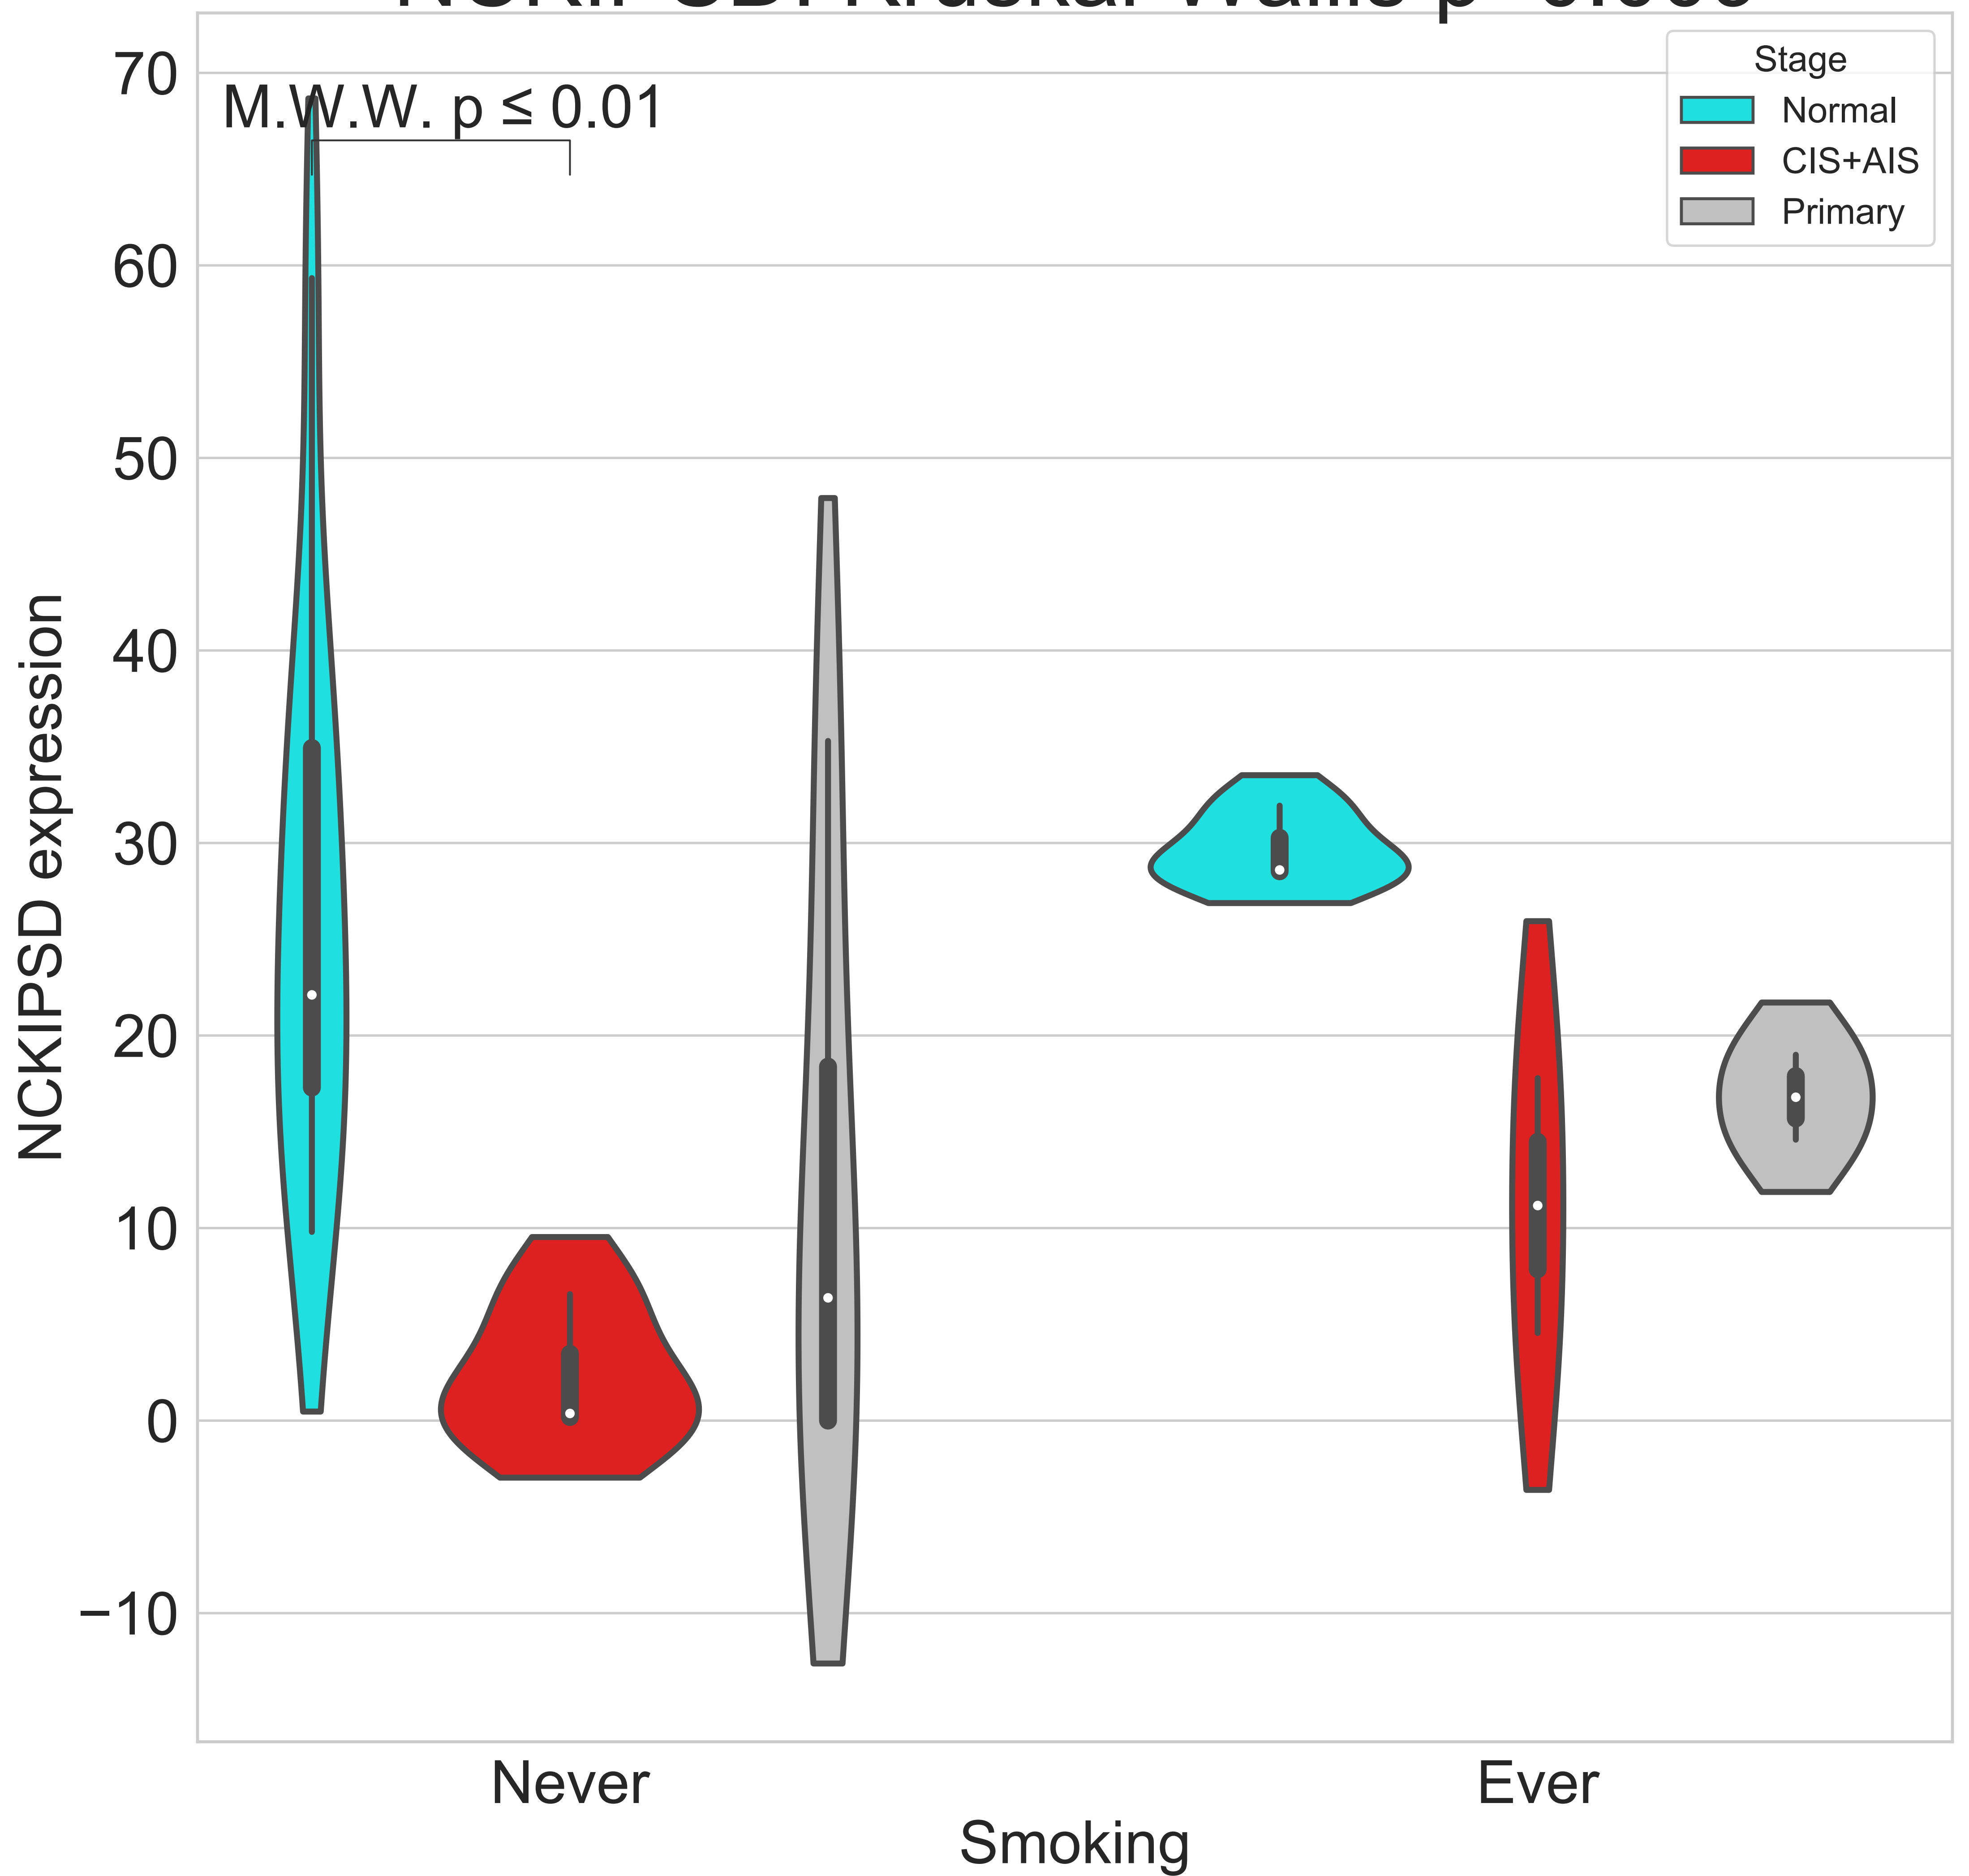 70
M.W.W. p ≤ 0.01
60
50
40
30
20
10
0
−10
NCKIPSD expression
Stage
Normal
CIS+AIS
Primary
Never
Ever
Smoking